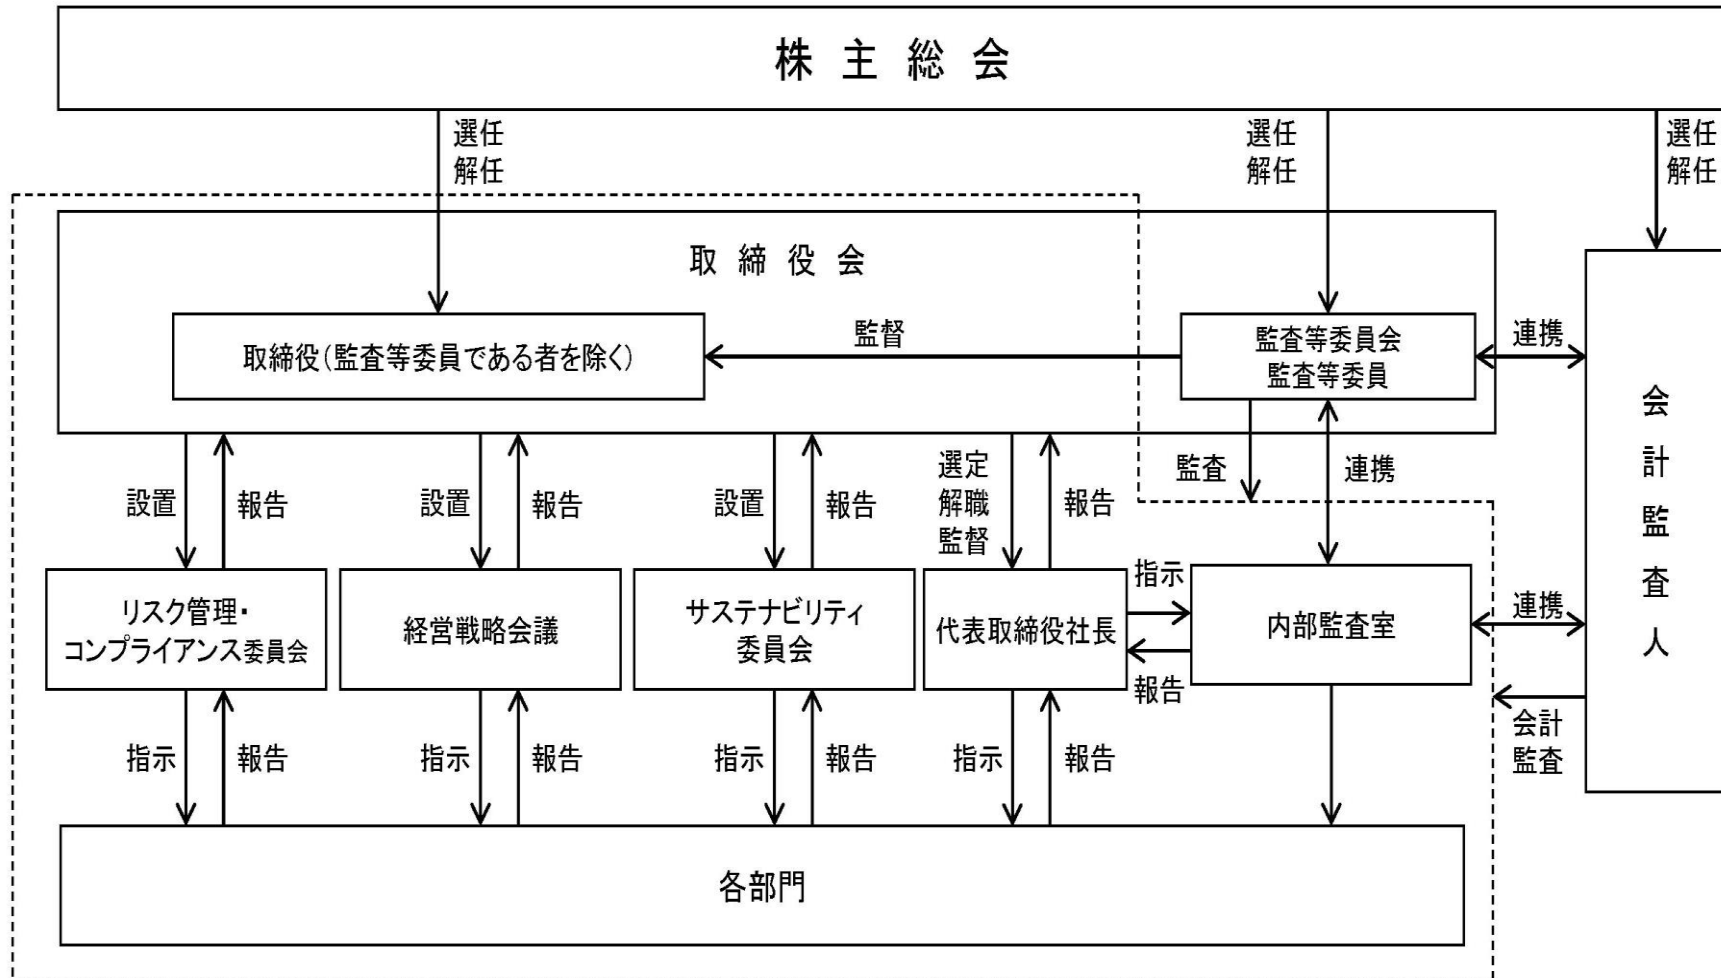 株主総会
選任
解任
選任
解任
選任
解任
取締役会
取締役(監査等委員である者を除く)
監督
監査等委員会
監査等委員
連携
会計監査人
設置
報告
設置
報告
設置
報告
選定
解職
監督
報告
監査
連携
リスク管理・
コンプライアンス委員会
経営戦略会議
サステナビリティ
委員会
代表取締役社長
指示
報告
内部監査室
連携
会計
監査
指示
報告
指示
報告
指示
報告
指示
報告
各部門